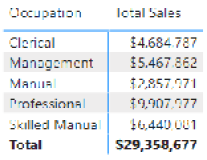 Occupation Total Sales
Clerical $4,684,787
Management $5,467,862
Manual $2,857,971
Professional $9,907,977
Skilled Manual $6,440,081
Total $29,358,677